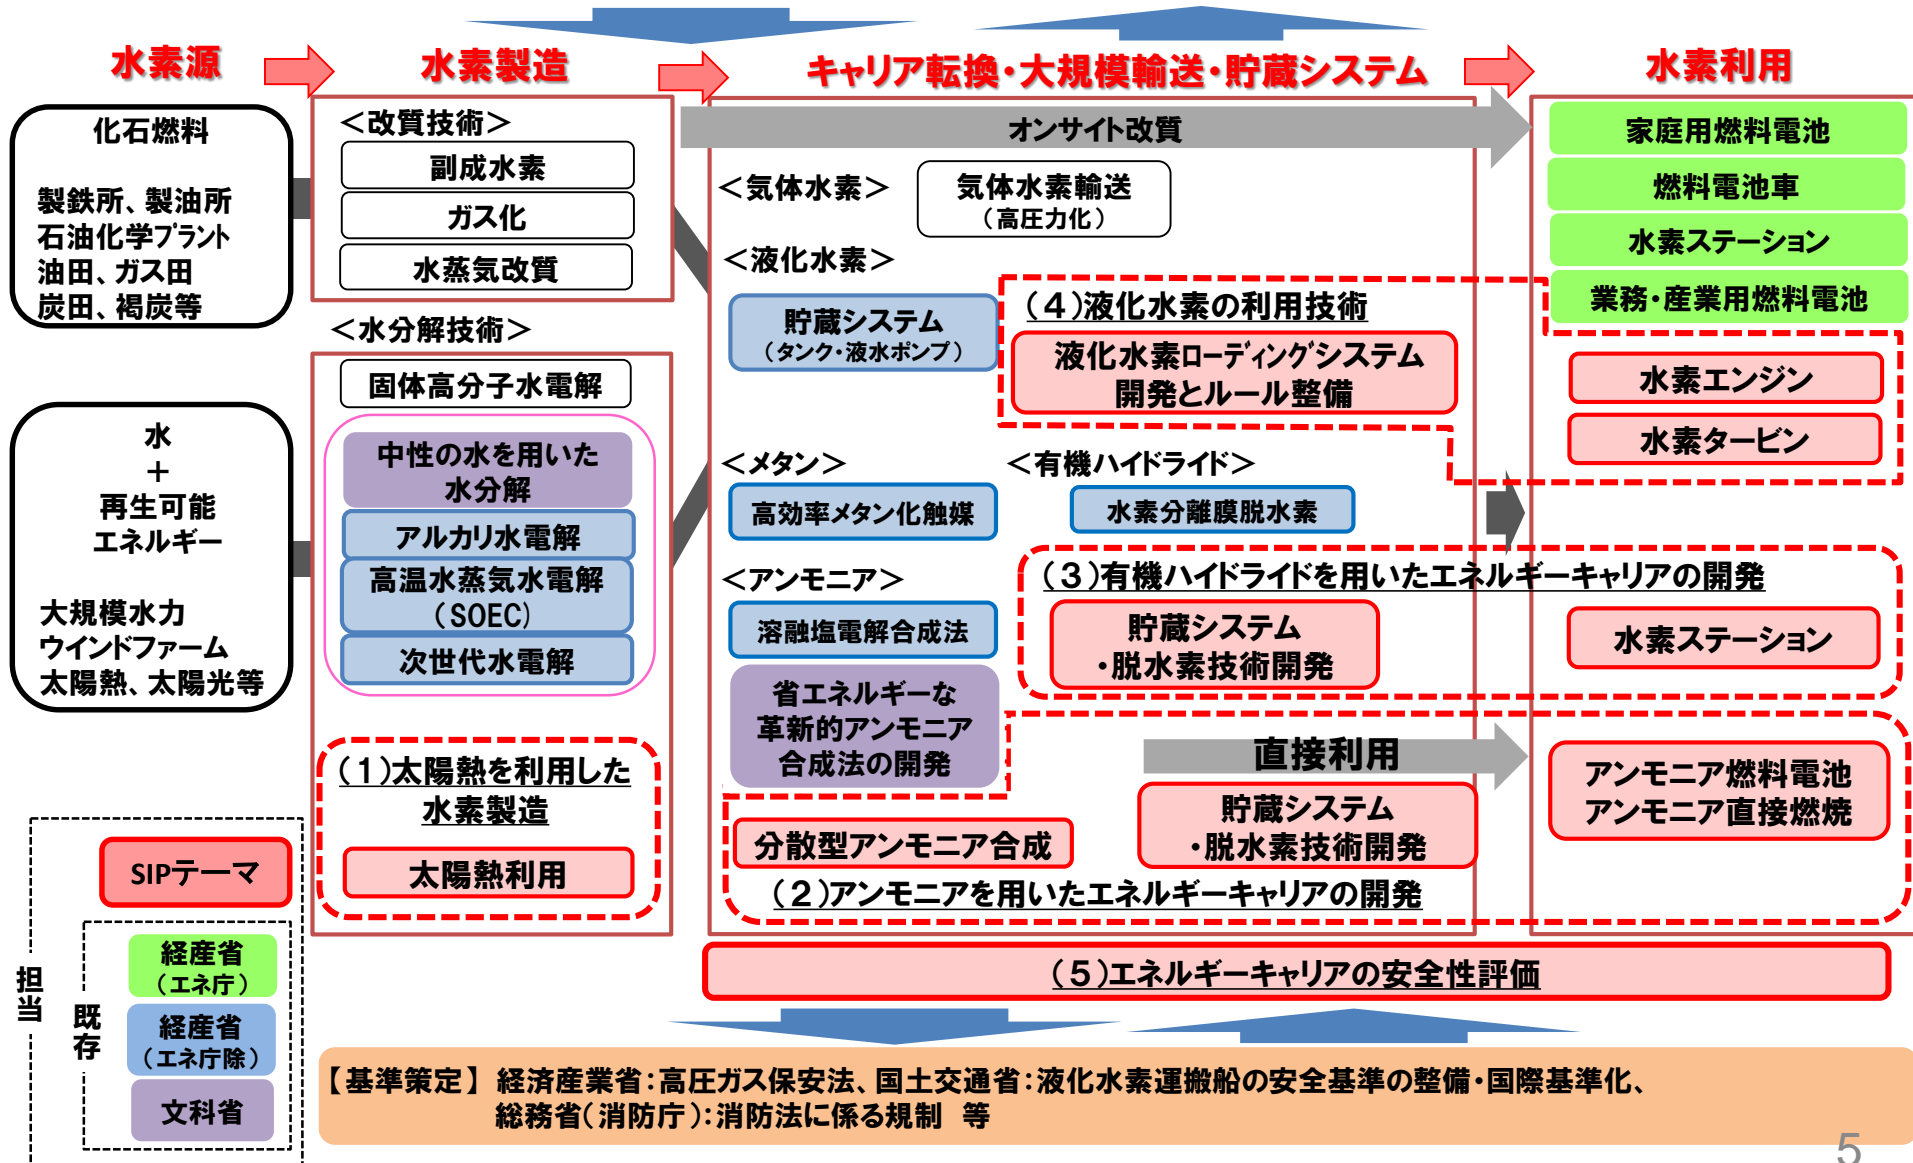 水素源
水素製造
キャリア転換・大規模輸送・貯蔵システム
水素利用
化石燃料
製鉄所、製油所
石油化学プラント
油田、ガス田
炭田、褐炭等
水
＋
再生可能
エネルギー
大規模水力
ウインドファーム
太陽熱、太陽光等
＜改質技術＞
副成水素
ガス化
水蒸気改質
＜水分解技術＞
固体高分子水電解
中性の水を用いた
水分解
アルカリ水電解
高温水蒸気水電解
（SOEC)
次世代水電解
（1)太陽熱を利用した
水素製造
太陽熱利用
オンサイト改質
＜気体水素＞
気体水素輸送
（高圧力化）
＜液化水素＞
貯蔵システム
（タンク・液水ポンプ）
（4)液化水素の利用技術
液化水素ローディングシステム
開発とルール整備
＜メタン＞
高効率メタン化触媒
＜有機ハイドライド＞
水素分離膜脱水素
＜アンモニア＞
溶融塩電解合成法
省エネルギーな
革新的アンモニア
合成法の開発
（3)有機ハイドライドを用いたエネルギーキャリアの開発
貯蔵システム
・脱水素技術開発
水素ステーション
直接利用
分散型アンモニア合成
貯蔵システム
・脱水素技術開発
（2)アンモニアを用いたエネルギーキャリアの開発
家庭用燃料電池
燃料電池車
水素ステーション
業務・産業用燃料電池
水素エンジン
水素タービン
アンモニア燃料電池
アンモニア直接燃焼
（5)エネルギーキャリアの安全性評価
担当
SIPテーマ
既存
経産省
（エネ庁）
経産省
（エネ庁除）
文科省
【基準策定】 経済産業省：高圧ガス保安法、国土交通省：液化水素運搬船の安全基準の整備・国際基準化、
総務省（消防庁）：消防法に係る規制　等
5